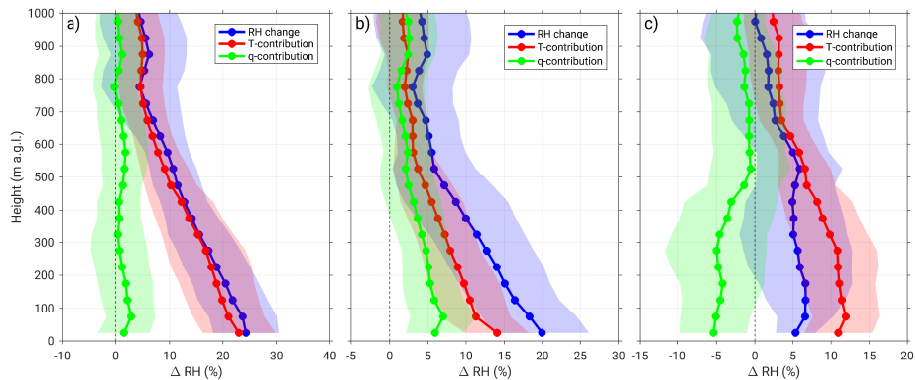 a)
RH change
T-contribution
q-contribution
1000
900
800
700
600
500
400
300
200
100
0
Height (m a.g.l.)
-10
0
10
20
30
40
Δ RH (%)
b)
RH change
T-contribution
q-contribution
-5
0
5
10
15
20
25
30
Δ RH (%)
c)
RH change
T-contribution
q-contribution
-15
-10
-5
0
5
10
15
20
Δ RH (%)